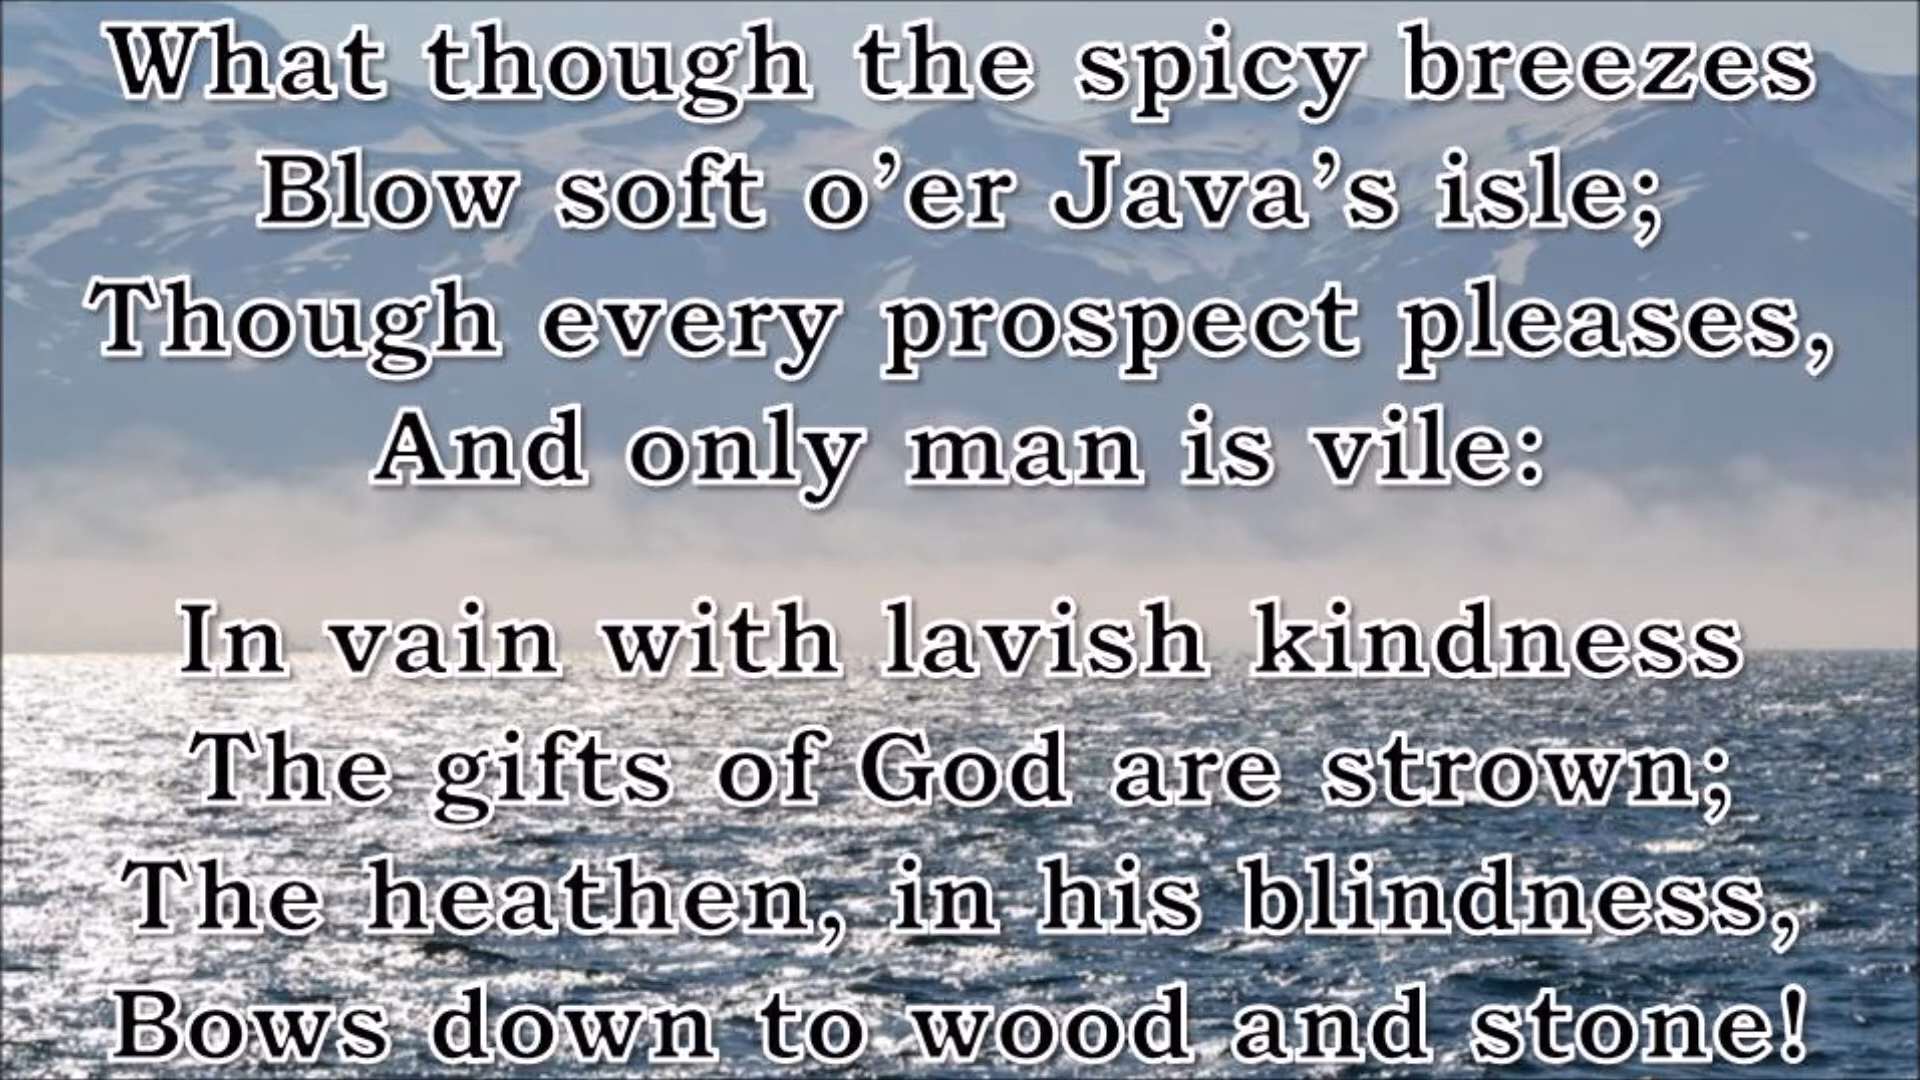 What though the spicy breezes
Blow soft o’er Java’s isle;
Though every prospect pleases,
And only man is vile:
In vain with lavish kindness
The gifts of God are strown;
The heathen, in his blindness,
Bows down to wood and stone!